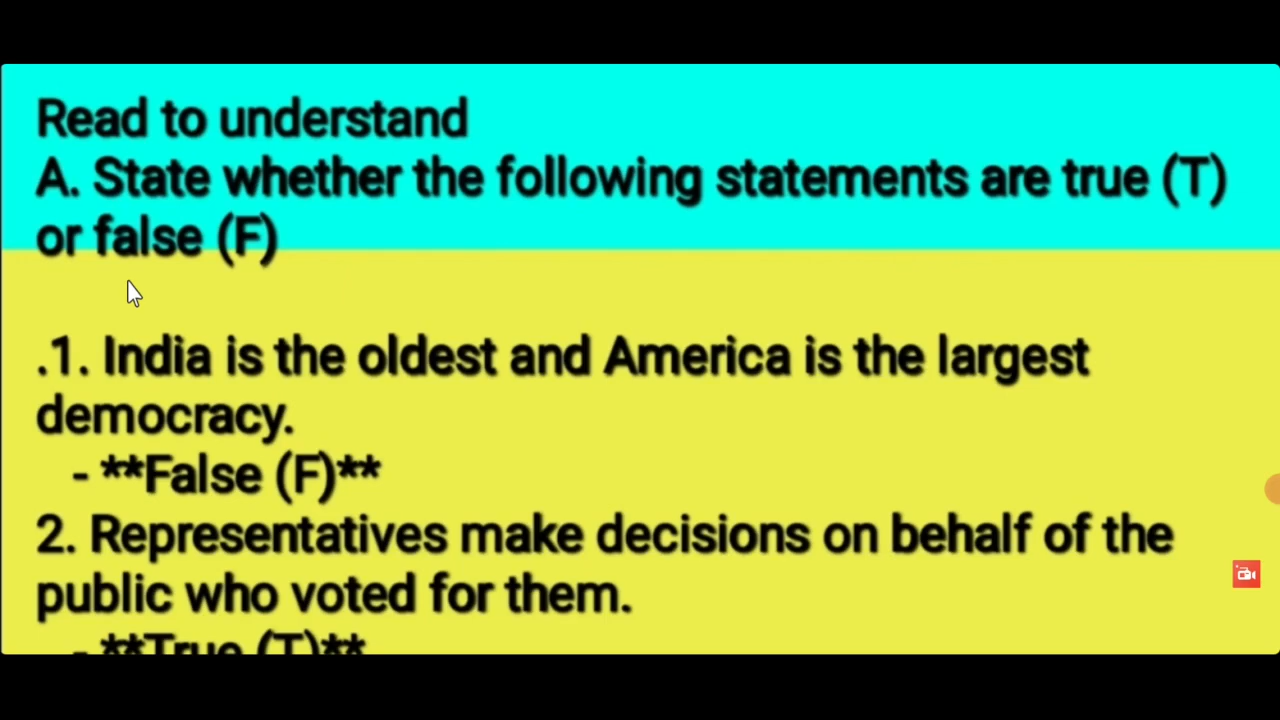 Read to understand
A. State whether the following statements are true (T)
or false (F)
.1. India is the oldest and America is the largest
democracy.
- **False (F)**
2. Representatives make decisions on behalf of the
public who voted for them.
- **True (T)**